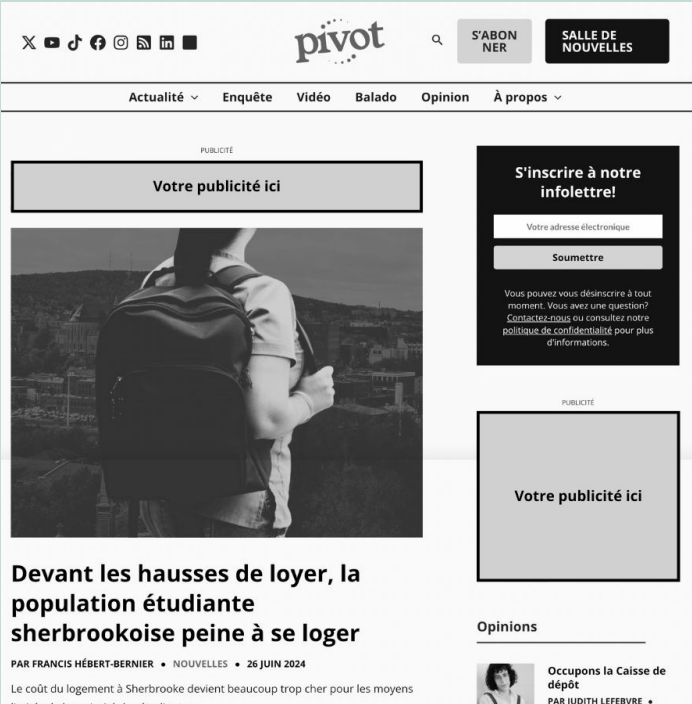 pivot
S'ABON
NER
SALLE DE
NOUVELLES
Actualité
Enquête
Vidéo
Balado
Opinion
À propos
PUBLICITÉ
Votre publicité ici
Devant les hausses de loyer, la
population étudiante
sherbrookoise peine à se loger
PAR FRANCIS HÉBERT-BERNIER • NOUVELLES • 26 JUIN 2024
Le coût du logement à Sherbrooke devient beaucoup trop cher pour les moyens
S'inscrire à notre
infolettre!
Votre adresse électronique
Soumettre
Vous pouvez vous désinscrire à tout
moment. Vous avez une question?
Contactez-nous ou consultez notre
politique de confidentialité pour plus
d'informations.
PUBLICITÉ
Votre publicité ici
Opinions
Occupons la Caisse de
dépôt
PAR JUDITH LEFEBVRE •